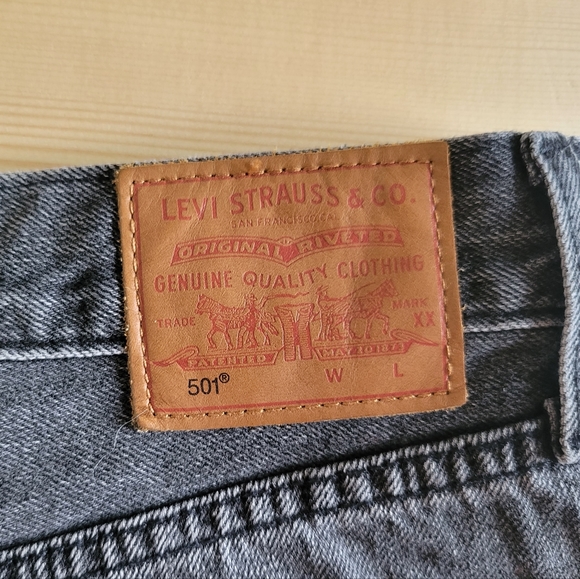 LEVI STRAUSS & CO.
SAN FRANCISCO, CAL
ORIGINAL RIVETED
GENUINE QUALITY CLOTHING
TRADE MARK
XX
PATENTED MAY 20 1873
501® W L